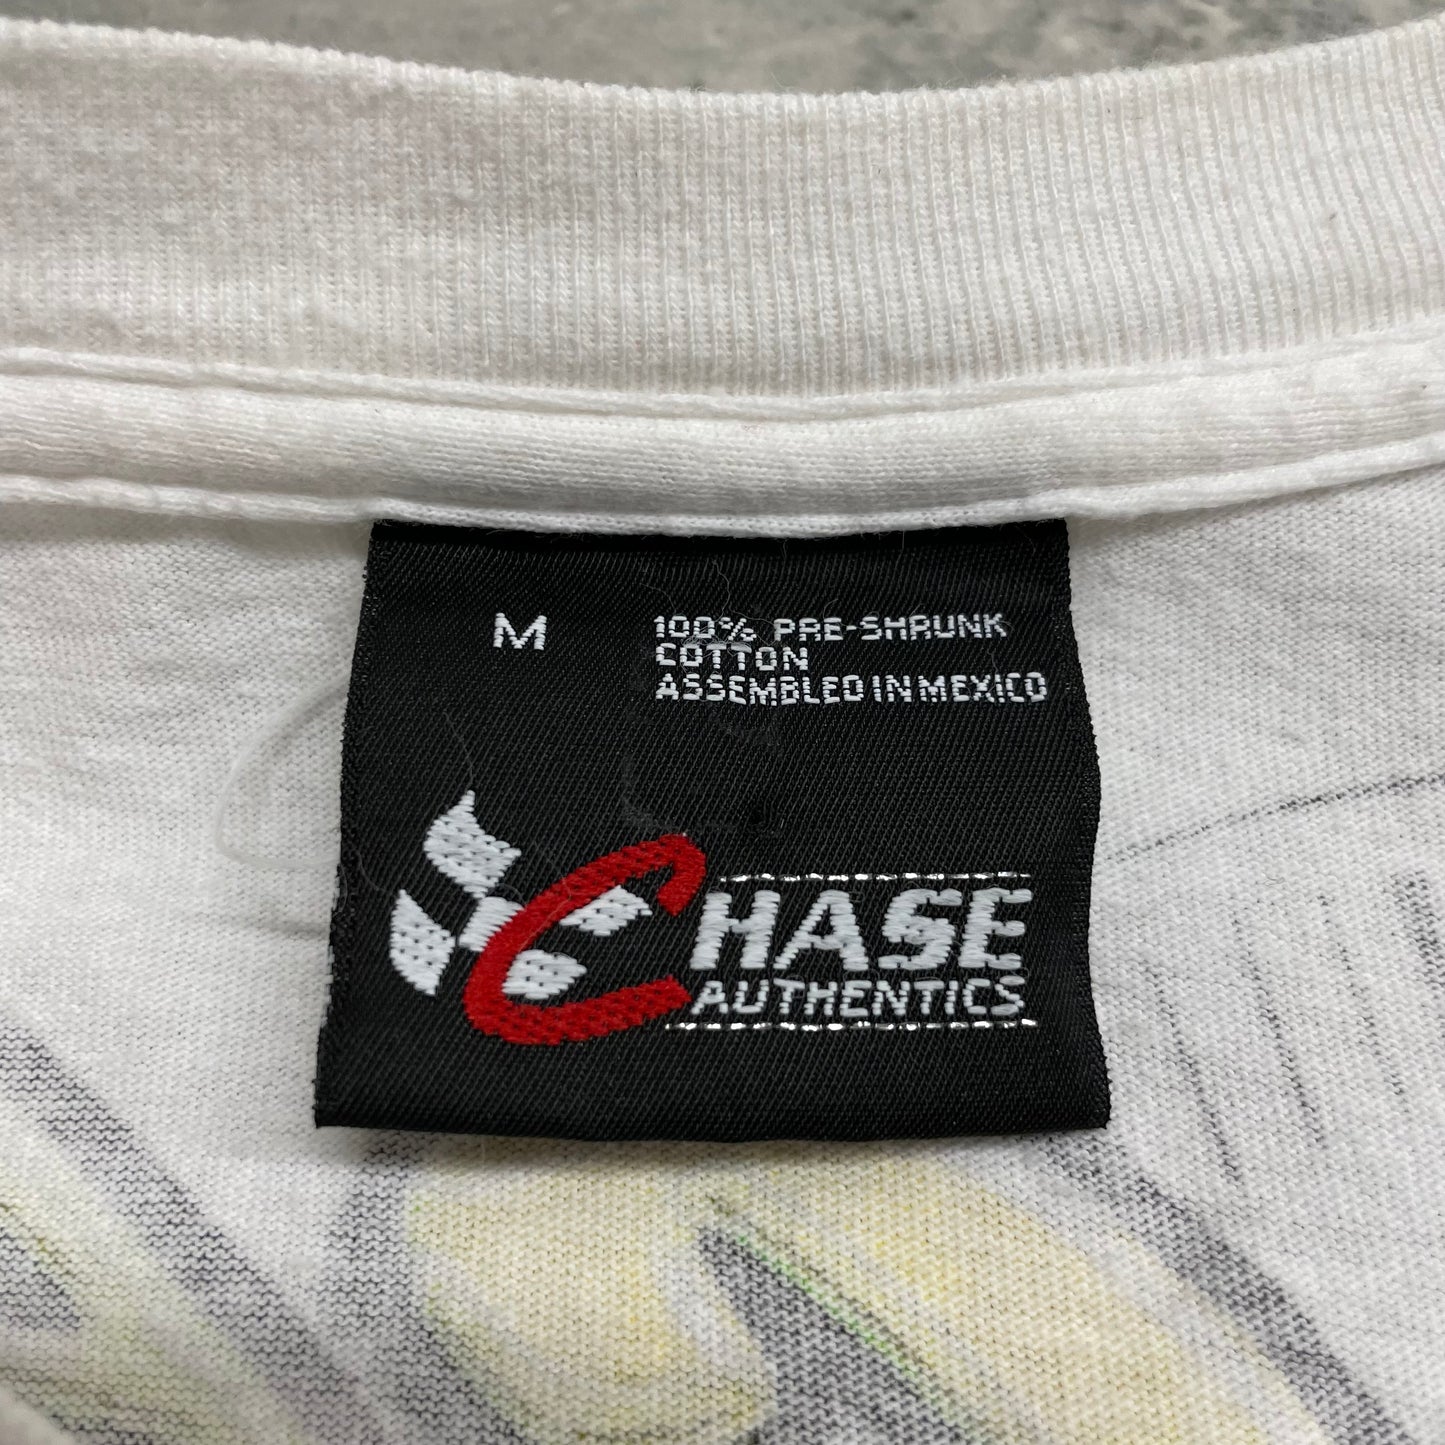 M
100% PRE-SHRUNK
COTTON
ASSEMBLED IN MEXICO
CHASE
AUTHENTICS